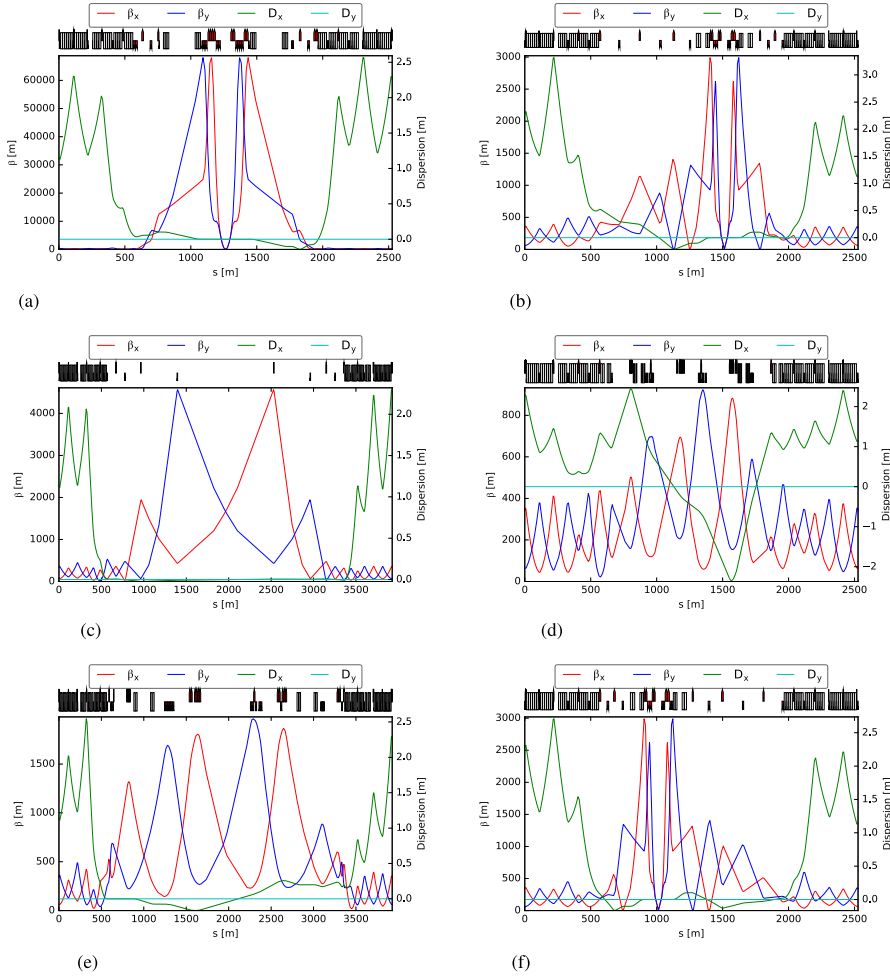 βx βy Dx Dy
60000
50000
40000
30000
20000
10000
0
β [m]
2.5
2.0
1.5
1.0
0.5
0.0
Dispersion [m]
0 500 1000 1500 2000 2500
s [m]
(a)
βx βy Dx Dy
3000
2500
2000
1500
1000
500
0
β [m]
3.0
2.5
2.0
1.5
1.0
0.5
0.0
Dispersion [m]
0 500 1000 1500 2000 2500
s [m]
(b)
βx βy Dx Dy
4000
3000
2000
1000
0
β [m]
2.0
1.5
1.0
0.5
0.0
Dispersion [m]
0 500 1000 1500 2000 2500 3000 3500
s [m]
(c)
βx βy Dx Dy
800
600
400
200
0
β [m]
2
1
0
−1
−2
Dispersion [m]
0 500 1000 1500 2000 2500
s [m]
(d)
βx βy Dx Dy
1500
1000
500
0
β [m]
2.5
2.0
1.5
1.0
0.5
0.0
Dispersion [m]
0 500 1000 1500 2000 2500 3000 3500
s [m]
(e)
βx βy Dx Dy
3000
2500
2000
1500
1000
500
0
β [m]
2.5
2.0
1.5
1.0
0.5
0.0
Dispersion [m]
0 500 1000 1500 2000 2500
s [m]
(f)